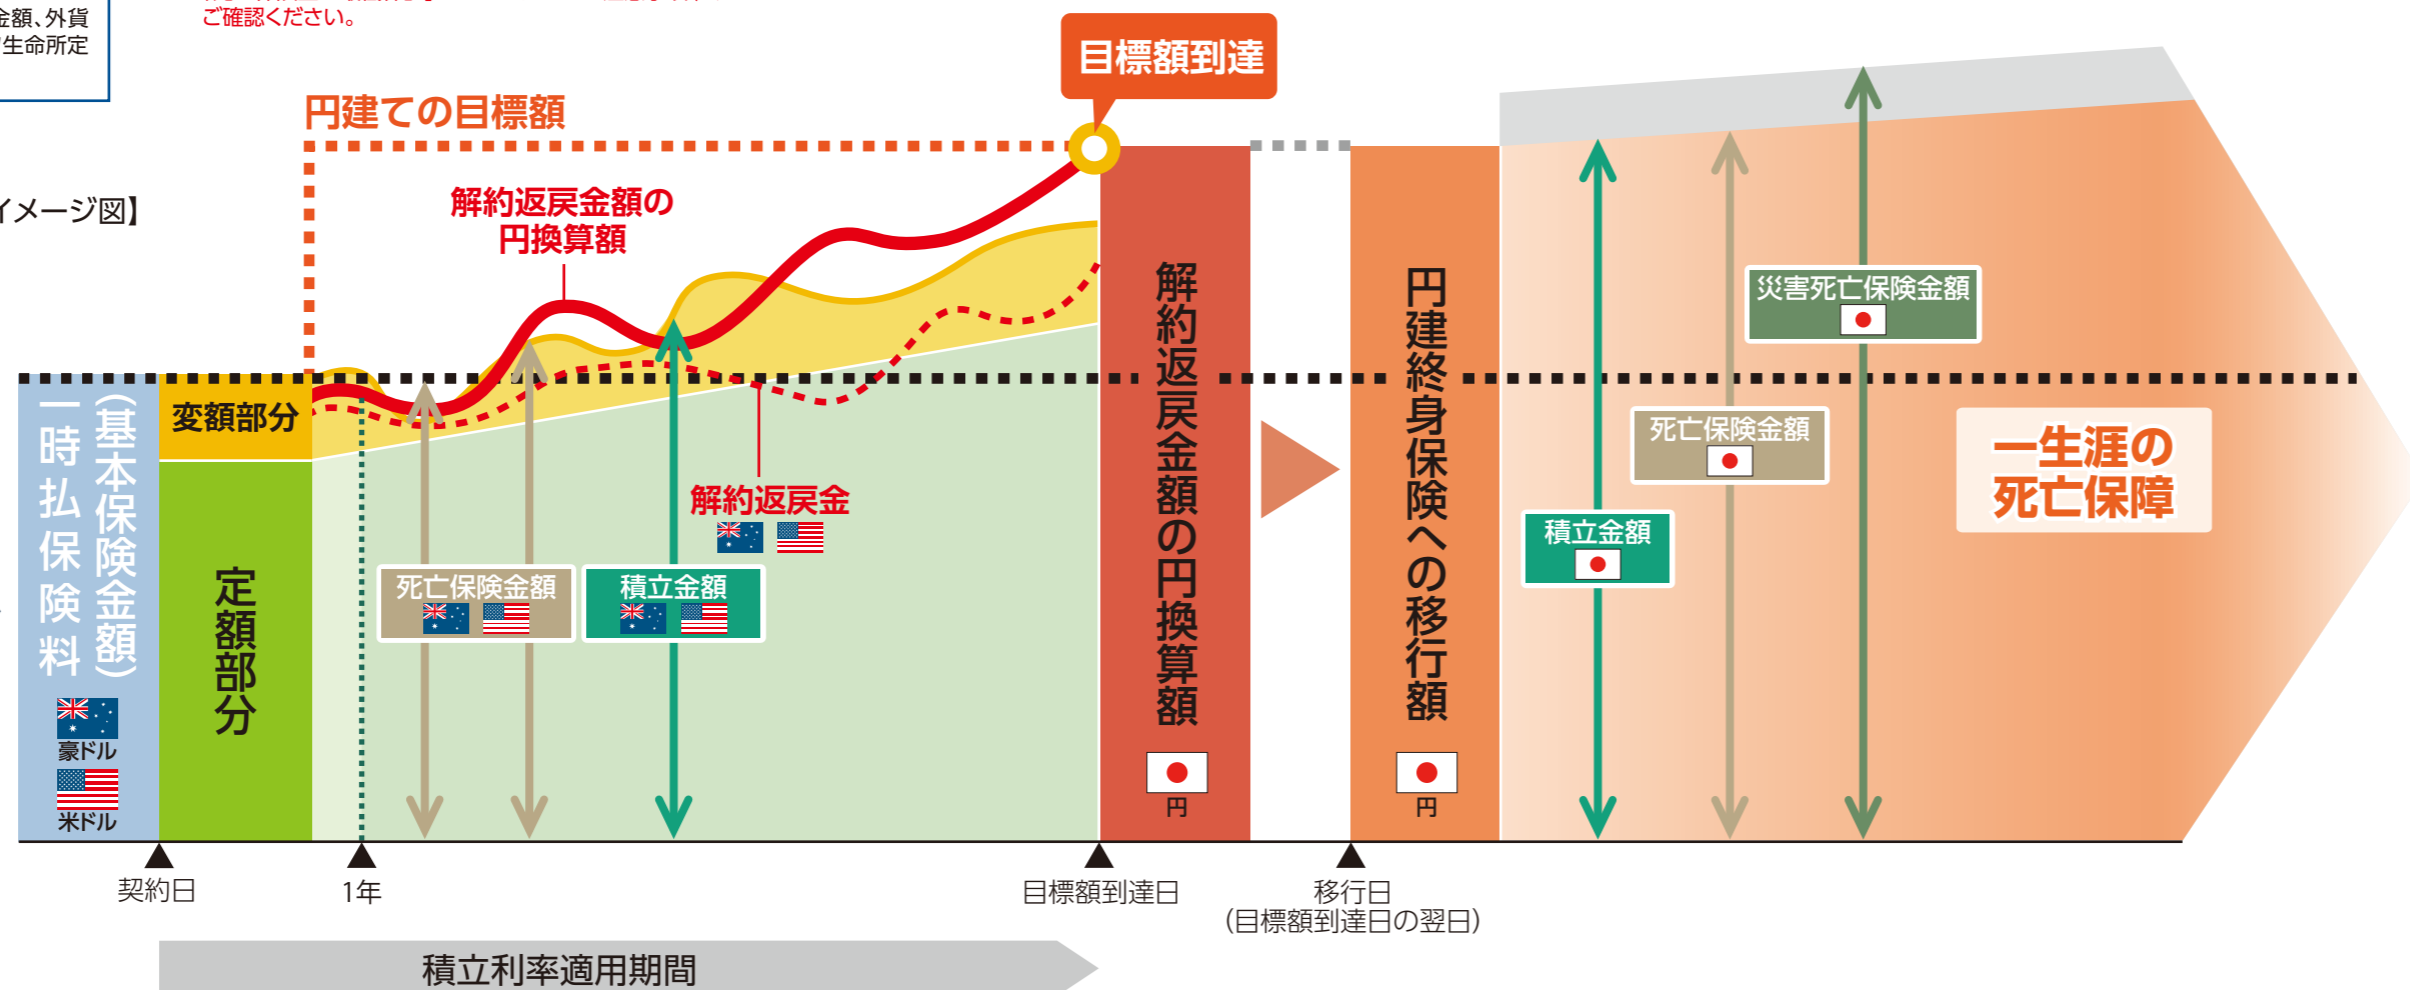 金額、外貨
生命所定
ご確認ください。
イメージ図】
目標額到達
円建ての目標額
解約返戻金額の
円換算額
一時払保険料
（基本保険金額）
豪ドル
米ドル
変額部分
定額部分
死亡保険金額
積立金額
解約返戻金
解約返戻金額の円換算額
円
円建終身保険への移行額
円
積立金額
死亡保険金額
災害死亡保険金額
一生涯の
死亡保障
契約日
1年
目標額到達日
移行日
（目標額到達日の翌日）
積立利率適用期間